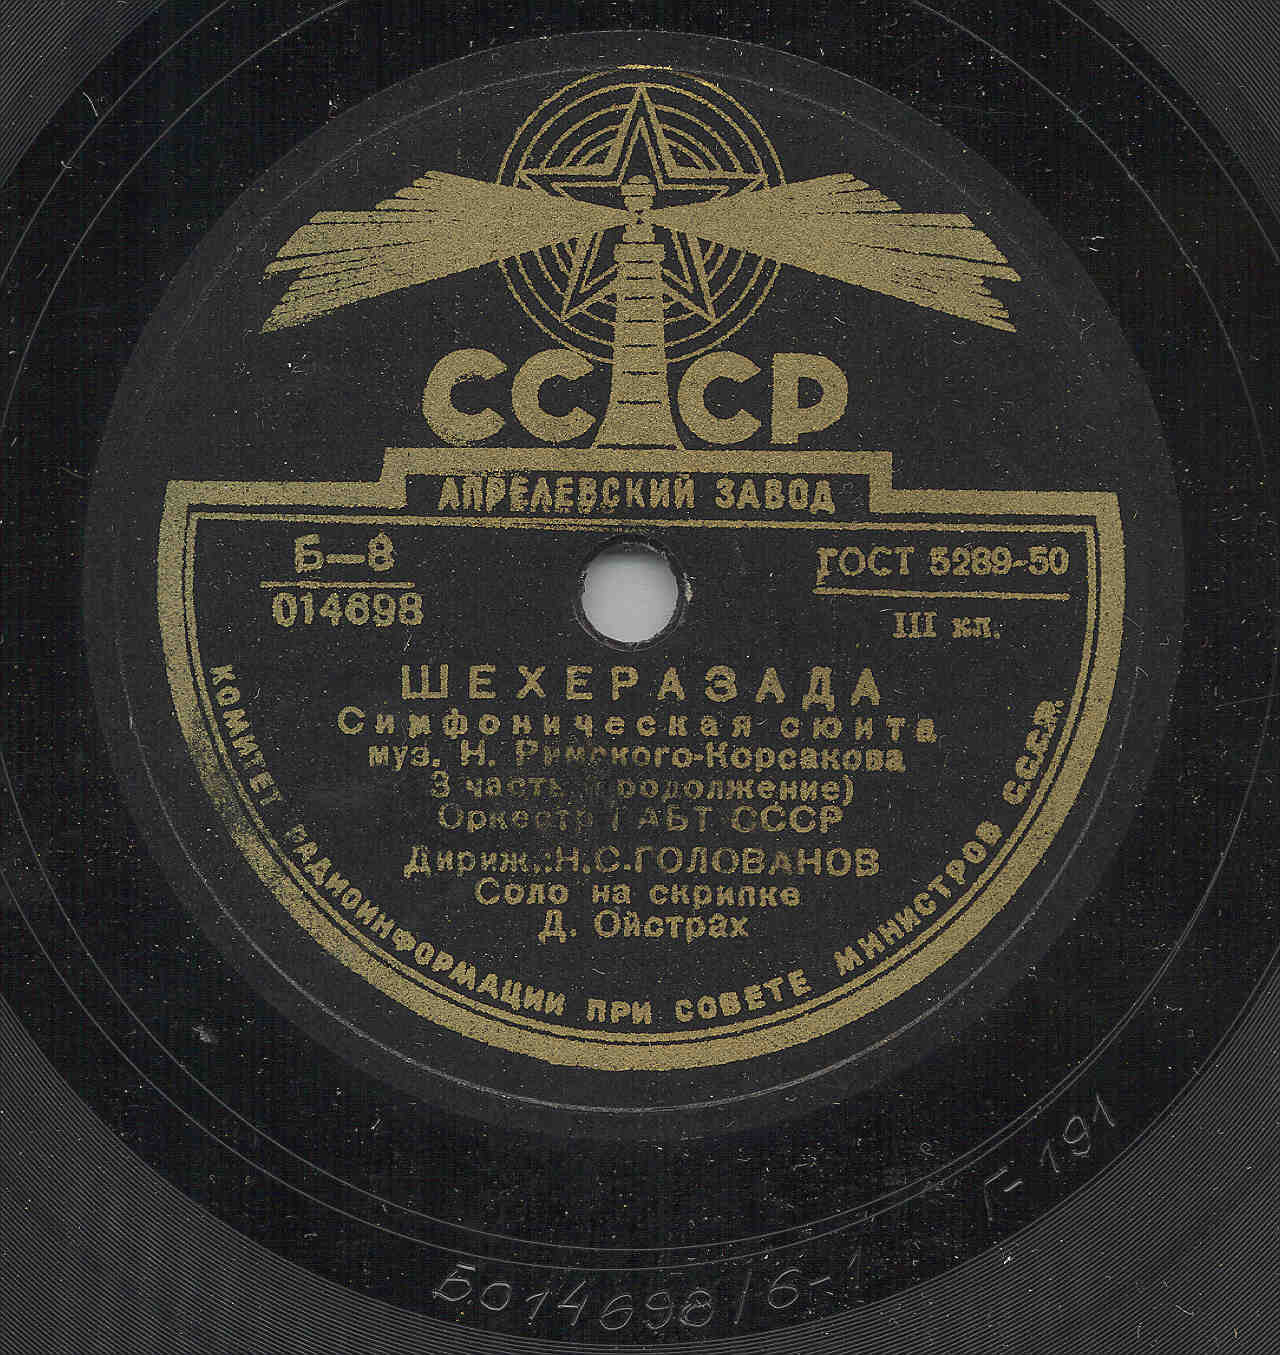 СССР
АПРЕЛЕВСКИЙ ЗАВОД
Б—8
014698
ГОСТ 5289-50
III кл.
ШЕХЕРАЗАДА
Симфоническая сюита
муз. Н. Римского-Корсакова
3 часть (продолжение)
Оркестр ГАБТ СССР
Дириж.: Н.С.ГОЛОВАНОВ
Соло на скрипке
Д. Ойстрах
КОМИТЕТ РАДИОИНФОРМАЦИИ ПРИ СОВЕТЕ МИНИСТРОВ С.С.С.Р.
Г-191
Б014698/6-1